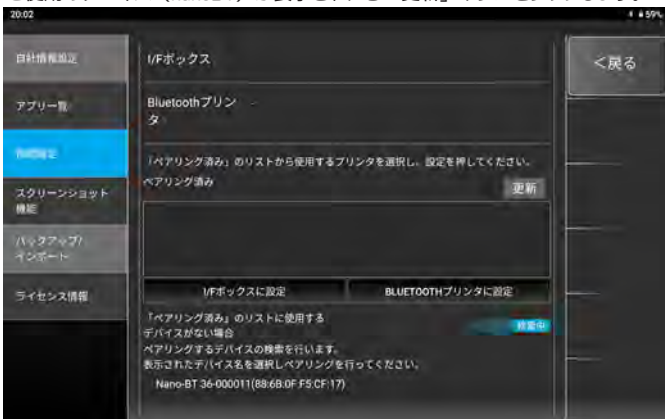 20:02
59%
自社情報設定
I/Fボックス
<戻る
アプリ一覧
Bluetoothプリン
タ
「ペアリング済み」のリストから使用するプリンタを選択し、設定を押してください。
ペアリング済み
更新
スクリーンショット
機能
バックアップ/
インポート
I/Fボックスに設定
BLUETOOTHプリンタに設定
ライセンス情報
「ペアリング済み」のリストに使用する
デバイスがない場合
検索中
ペアリングするデバイスの検索を行います。
表示されたデバイス名を選択しペアリングを行ってください。
Nano-BT 36-000011(88:6B:0F:F5:CF:17)